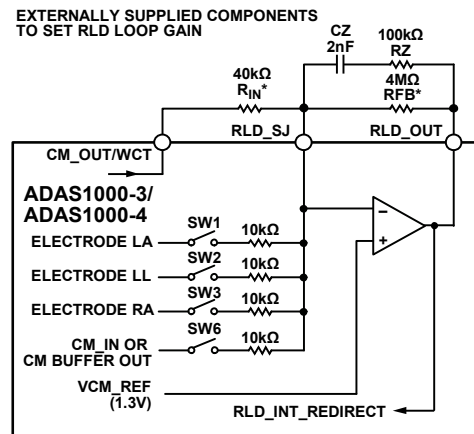 EXTERNALLY SUPPLIED COMPONENTS
TO SET RLD LOOP GAIN
CZ
2nF
100kΩ
RZ
40kΩ
RIN*
4MΩ
RFB*
CM_OUT/WCT
RLD_SJ
RLD_OUT
ADAS1000-3/
ADAS1000-4
ELECTRODE LA
SW1
10kΩ
ELECTRODE LL
SW2
10kΩ
ELECTRODE RA
SW3
10kΩ
CM_IN OR
CM BUFFER OUT
SW6
10kΩ
–
+
VCM_REF
(1.3V)
RLD_INT_REDIRECT